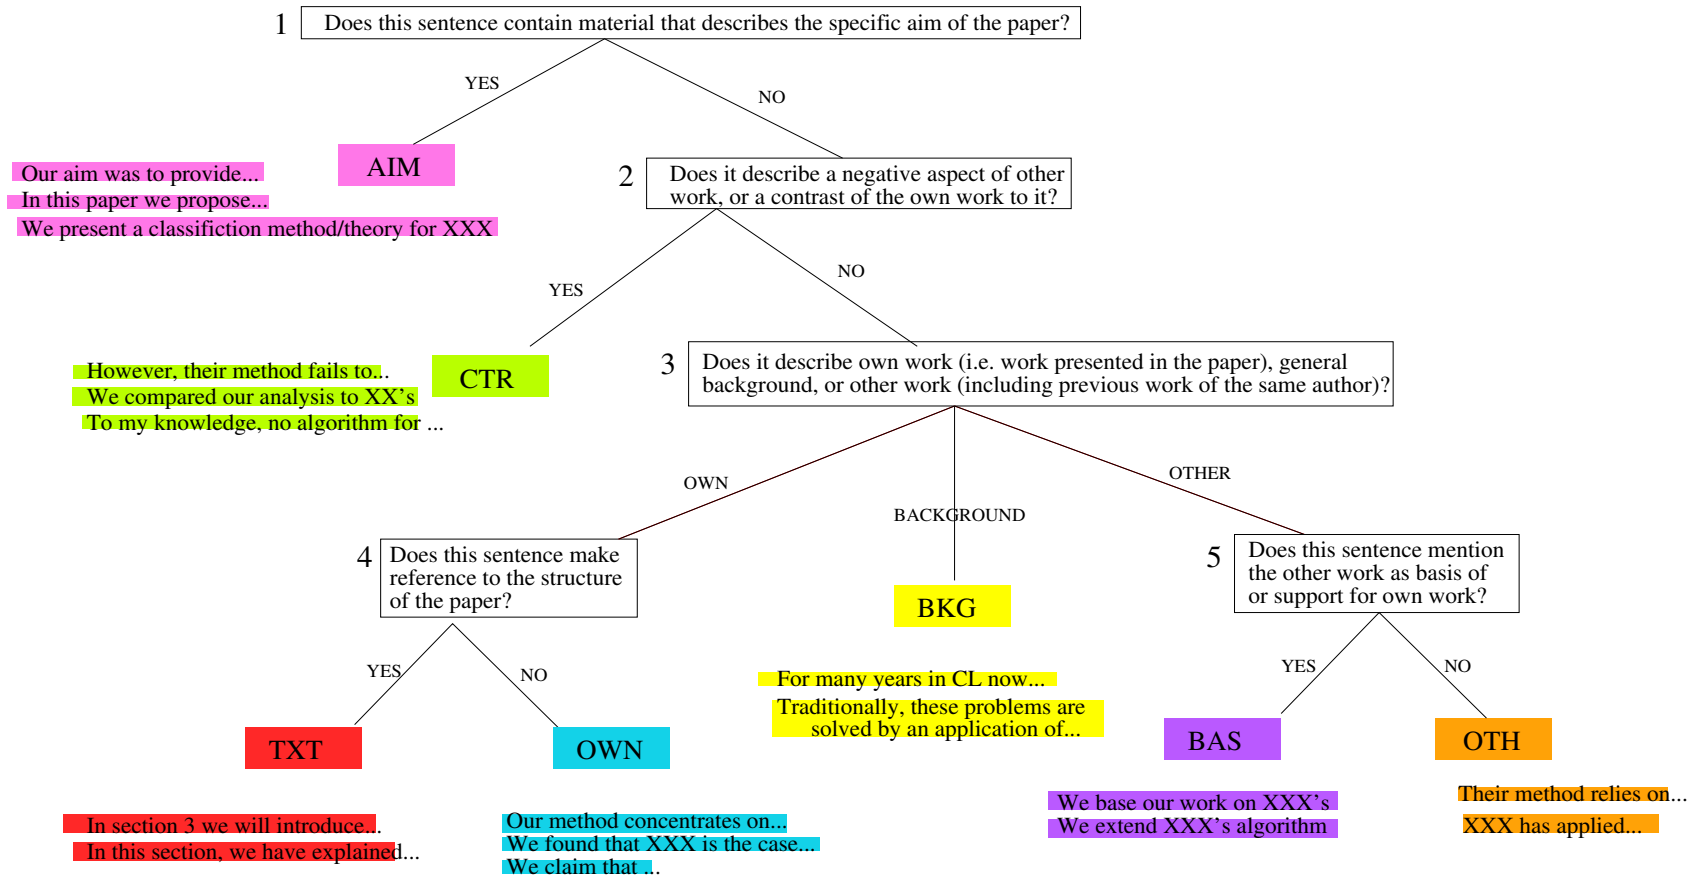 1 Does this sentence contain material that describes the specific aim of the paper?
YES
NO
AIM
Our aim was to provide...
In this paper we propose...
We present a classifiction method/theory for XXX
2 Does it describe a negative aspect of other
work, or a contrast of the own work to it?
YES
NO
CTR
However, their method fails to...
We compared our analysis to XX's
To my knowledge, no algorithm for ...
3 Does it describe own work (i.e. work presented in the paper), general
background, or other work (including previous work of the same author)?
OWN
BACKGROUND
OTHER
4 Does this sentence make
reference to the structure
of the paper?
YES
NO
BKG
For many years in CL now...
Traditionally, these problems are
solved by an application of...
5 Does this sentence mention
the other work as basis of
or support for own work?
YES
NO
TXT
In section 3 we will introduce...
In this section, we have explained...
OWN
Our method concentrates on...
We found that XXX is the case...
We claim that ...
BAS
We base our work on XXX's
We extend XXX's algorithm
OTH
Their method relies on...
XXX has applied...